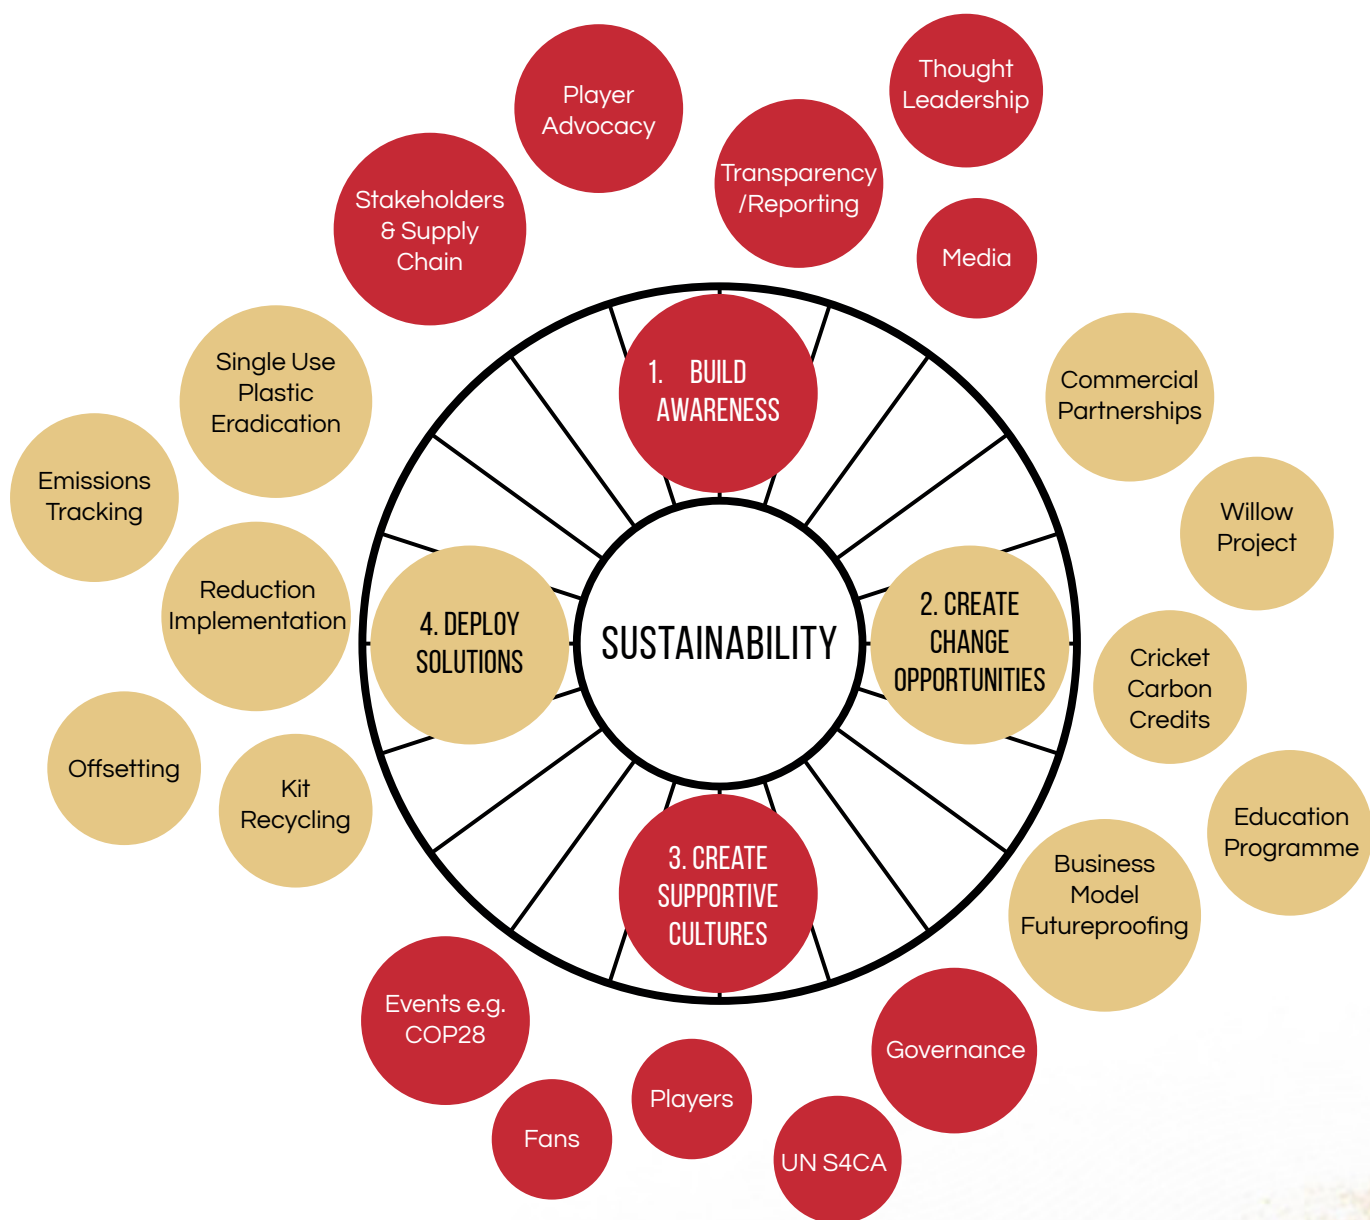 Thought
Leadership
Player
Advocacy
Transparency
/Reporting
Stakeholders
& Supply
Chain
Media
1. BUILD
AWARENESS
Commercial
Partnerships
Willow
Project
Cricket
Carbon
Credits
Education
Programme
Business
Model
Futureproofing
2. CREATE
CHANGE
OPPORTUNITIES
SUSTAINABILITY
Single Use
Plastic
Eradication
Emissions
Tracking
Reduction
Implementation
Offsetting
Kit
Recycling
4. DEPLOY
SOLUTIONS
3. CREATE
SUPPORTIVE
CULTURES
Events e.g.
COP28
Fans
Players
UN S4CA
Governance